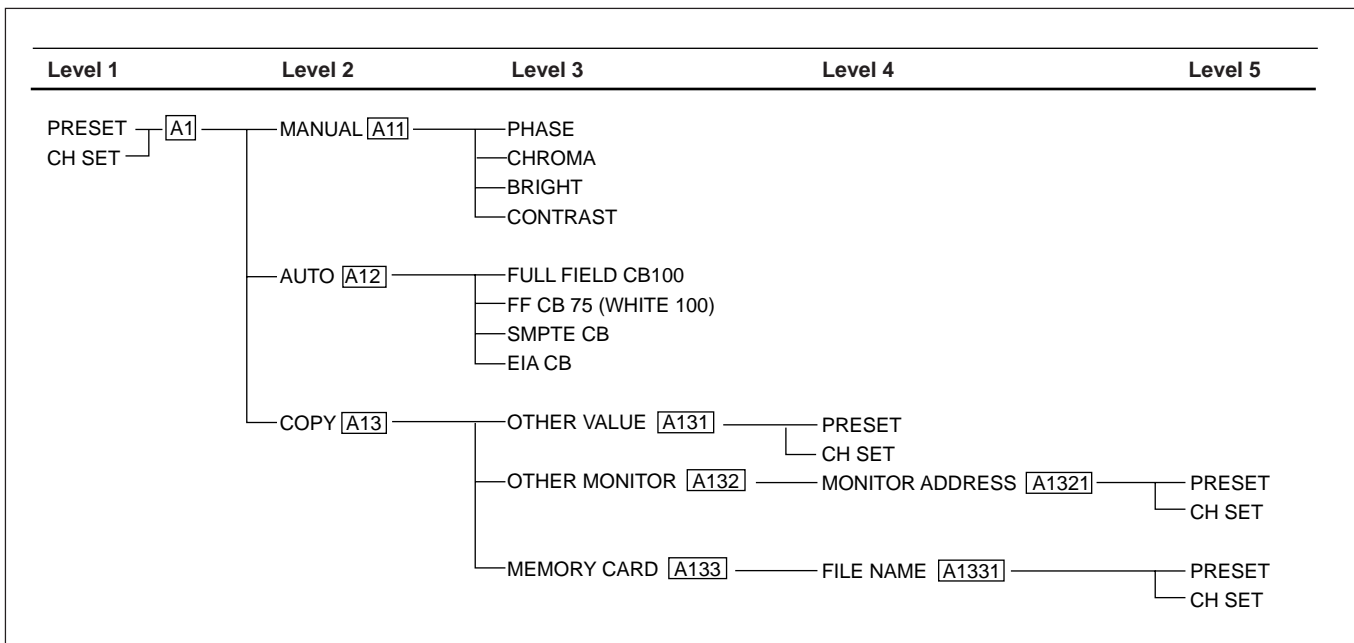 Level 1 Level 2 Level 3 Level 4 Level 5
PRESET A1 MANUAL A11 PHASE
CH SET CHROMA
BRIGHT
CONTRAST
AUTO A12 FULL FIELD CB100
FF CB 75 (WHITE 100)
SMPTE CB
EIA CB
COPY A13 OTHER VALUE A131 PRESET
CH SET
OTHER MONITOR A132 MONITOR ADDRESS A1321 PRESET
CH SET
MEMORY CARD A133 FILE NAME A1331 PRESET
CH SET